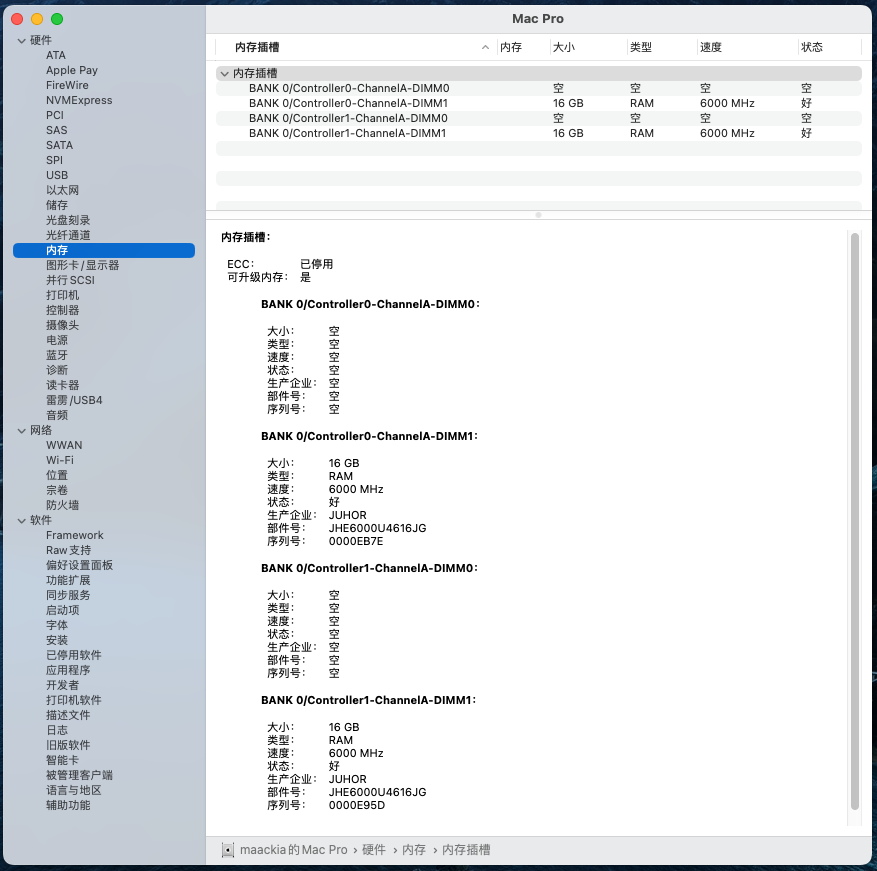 Mac Pro
硬件
ATA
Apple Pay
FireWire
NVMExpress
PCI
SAS
SATA
SPI
USB
以太网
储存
光盘刻录
光纤通道
内存
图形卡/显示器
并行SCSI
打印机
控制器
摄像头
电源
蓝牙
诊断
读卡器
雷雳/USB4
音频
网络
WWAN
Wi-Fi
位置
宗卷
防火墙
软件
Framework
Raw支持
偏好设置面板
功能扩展
同步服务
启动项
字体
安装
已停用软件
应用程序
开发者
打印机软件
描述文件
日志
旧版软件
智能卡
被管理客户端
语言与地区
辅助功能
内存插槽 内存 大小 类型 速度 状态
内存插槽
BANK 0/Controller0-ChannelA-DIMM0 空 空 空 空
BANK 0/Controller0-ChannelA-DIMM1 16 GB RAM 6000 MHz 好
BANK 0/Controller1-ChannelA-DIMM0 空 空 空 空
BANK 0/Controller1-ChannelA-DIMM1 16 GB RAM 6000 MHz 好
内存插槽：
ECC： 已停用
可升级内存： 是
BANK 0/Controller0-ChannelA-DIMM0：
大小： 空
类型： 空
速度： 空
状态： 空
生产企业： 空
部件号： 空
序列号： 空
BANK 0/Controller0-ChannelA-DIMM1：
大小： 16 GB
类型： RAM
速度： 6000 MHz
状态： 好
生产企业： JUHOR
部件号： JHE6000U4616JG
序列号： 0000EB7E
BANK 0/Controller1-ChannelA-DIMM0：
大小： 空
类型： 空
速度： 空
状态： 空
生产企业： 空
部件号： 空
序列号： 空
BANK 0/Controller1-ChannelA-DIMM1：
大小： 16 GB
类型： RAM
速度： 6000 MHz
状态： 好
生产企业： JUHOR
部件号： JHE6000U4616JG
序列号： 0000E95D
maackia的Mac Pro › 硬件 › 内存 › 内存插槽